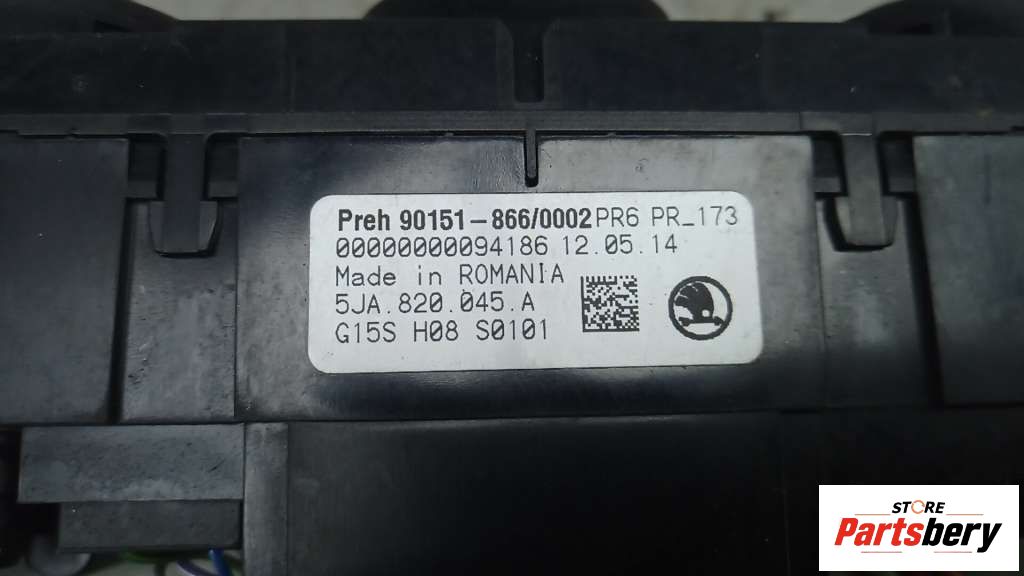 Preh 90151-866/0002 PR6 PR_173
00000000094186 12.05.14
Made in ROMANIA
5JA.820.045.A
G15S H08 S0101
STORE
Partsbery